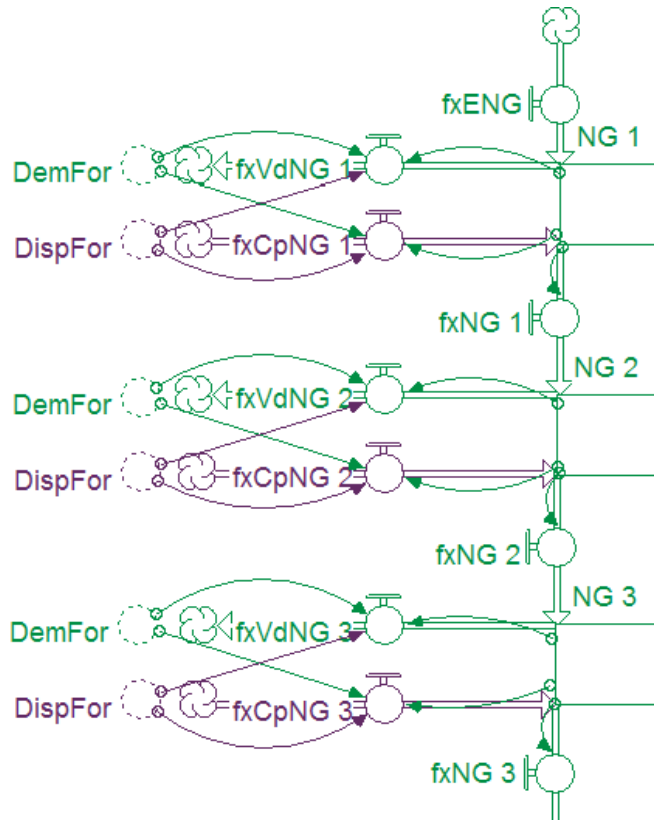 fxENG
NG 1
DemFor
fxVdNG 1
DispFor
fxCpNG 1
fxNG 1
NG 2
DemFor
fxVdNG 2
DispFor
fxCpNG 2
fxNG 2
NG 3
DemFor
fxVdNG 3
DispFor
fxCpNG 3
fxNG 3